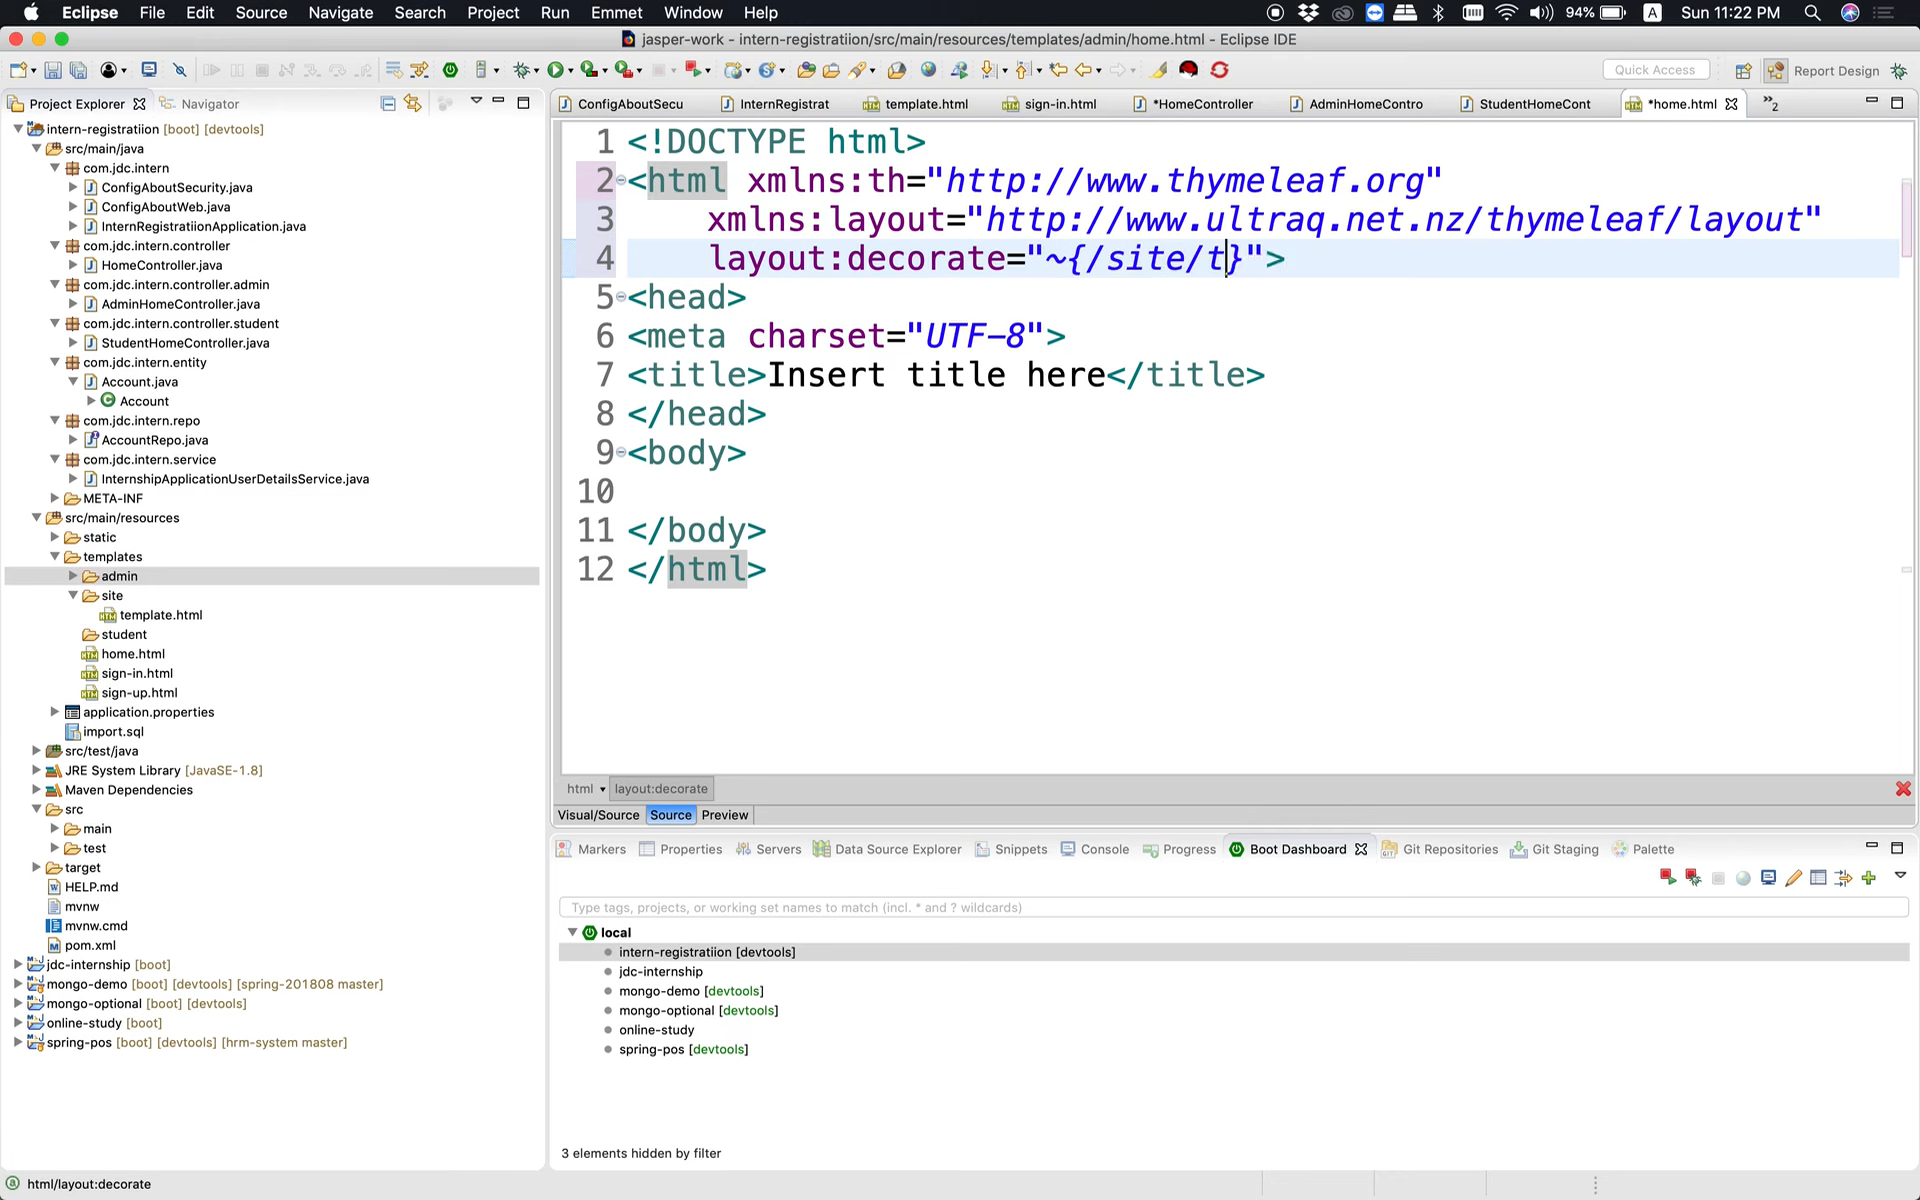 Eclipse File Edit Source Navigate Search Project Run Emmet Window Help 94% A Sun 11:22 PM
jasper-work - intern-registratiion/src/main/resources/templates/admin/home.html - Eclipse IDE
Quick Access Report Design
Project Explorer Navigator
ConfigAboutSecu InternRegistrat template.html sign-in.html *HomeController AdminHomeContro StudentHomeCont *home.html »2
intern-registratiion [boot] [devtools]
src/main/java
com.jdc.intern
ConfigAboutSecurity.java
ConfigAboutWeb.java
InternRegistratiionApplication.java
com.jdc.intern.controller
HomeController.java
com.jdc.intern.controller.admin
AdminHomeController.java
com.jdc.intern.controller.student
StudentHomeController.java
com.jdc.intern.entity
Account.java
Account
com.jdc.intern.repo
AccountRepo.java
com.jdc.intern.service
InternshipApplicationUserDetailsService.java
META-INF
src/main/resources
static
templates
admin
site
template.html
student
home.html
sign-in.html
sign-up.html
application.properties
import.sql
src/test/java
JRE System Library [JavaSE-1.8]
Maven Dependencies
src
main
test
target
HELP.md
mvnw
mvnw.cmd
pom.xml
jdc-internship [boot]
mongo-demo [boot] [devtools] [spring-201808 master]
mongo-optional [boot] [devtools]
online-study [boot]
spring-pos [boot] [devtools] [hrm-system master]
1 <!DOCTYPE html>
2 <html xmlns:th="http://www.thymeleaf.org"
3 xmlns:layout="http://www.ultraq.net.nz/thymeleaf/layout"
4 layout:decorate="~{/site/t}">
5 <head>
6 <meta charset="UTF-8">
7 <title>Insert title here</title>
8 </head>
9 <body>
10
11 </body>
12 </html>
html layout:decorate
Visual/Source Source Preview
Markers Properties Servers Data Source Explorer Snippets Console Progress Boot Dashboard Git Repositories Git Staging Palette
Type tags, projects, or working set names to match (incl. * and ? wildcards)
local
intern-registratiion [devtools]
jdc-internship
mongo-demo [devtools]
mongo-optional [devtools]
online-study
spring-pos [devtools]
3 elements hidden by filter
html/layout:decorate